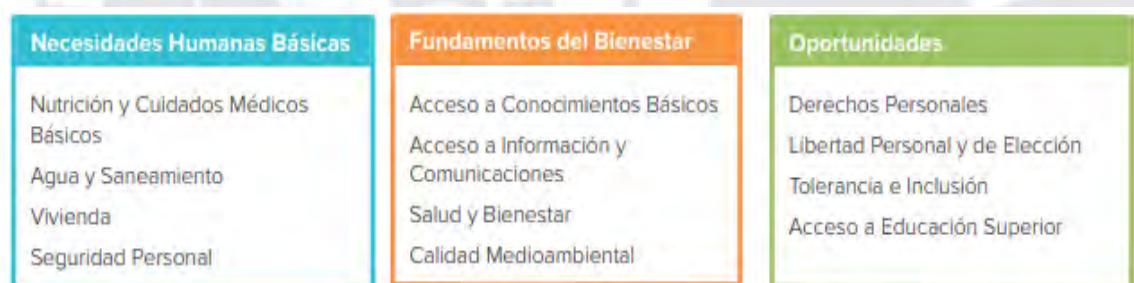 Necesidades Humanas Básicas
Nutrición y Cuidados Médicos
Básicos
Agua y Saneamiento
Vivienda
Seguridad Personal
Fundamentos del Bienestar
Acceso a Conocimientos Básicos
Acceso a Información y
Comunicaciones
Salud y Bienestar
Calidad Medioambiental
Oportunidades
Derechos Personales
Libertad Personal y de Elección
Tolerancia e Inclusión
Acceso a Educación Superior